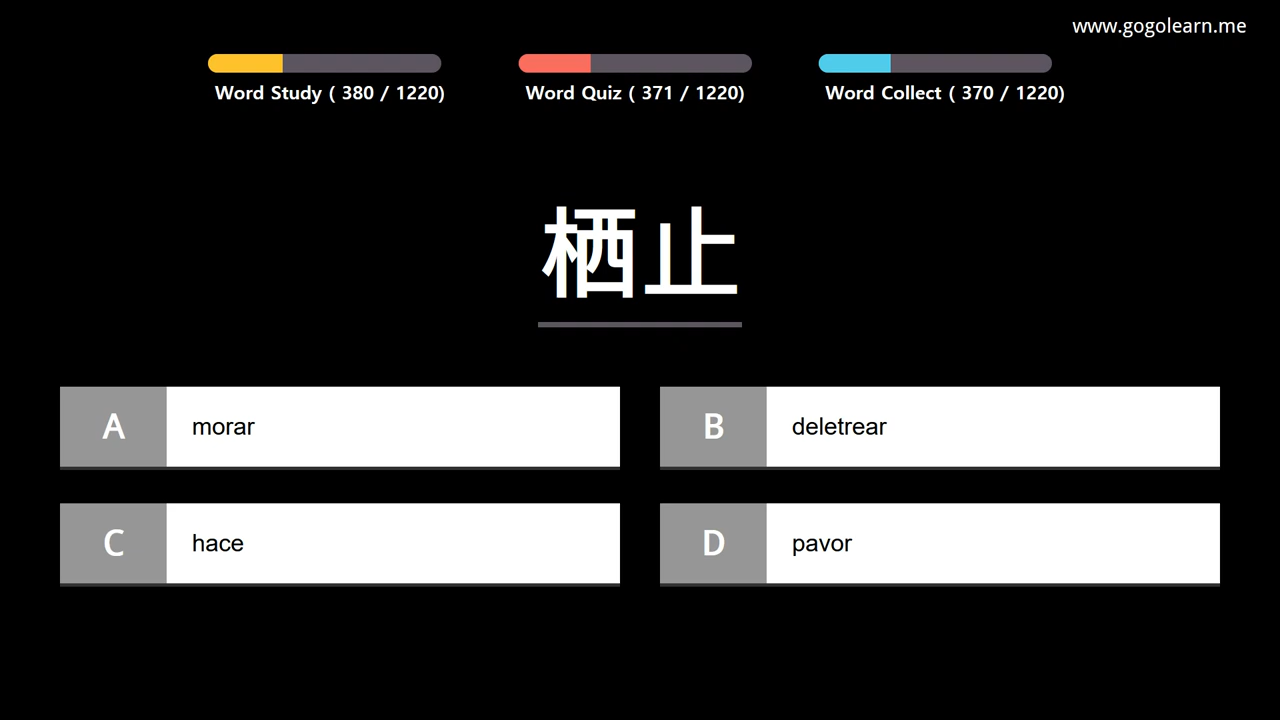 www.gogolearn.me
Word Study ( 380 / 1220)
Word Quiz ( 371 / 1220)
Word Collect ( 370 / 1220)
栖止
A morar
B deletrear
C hace
D pavor